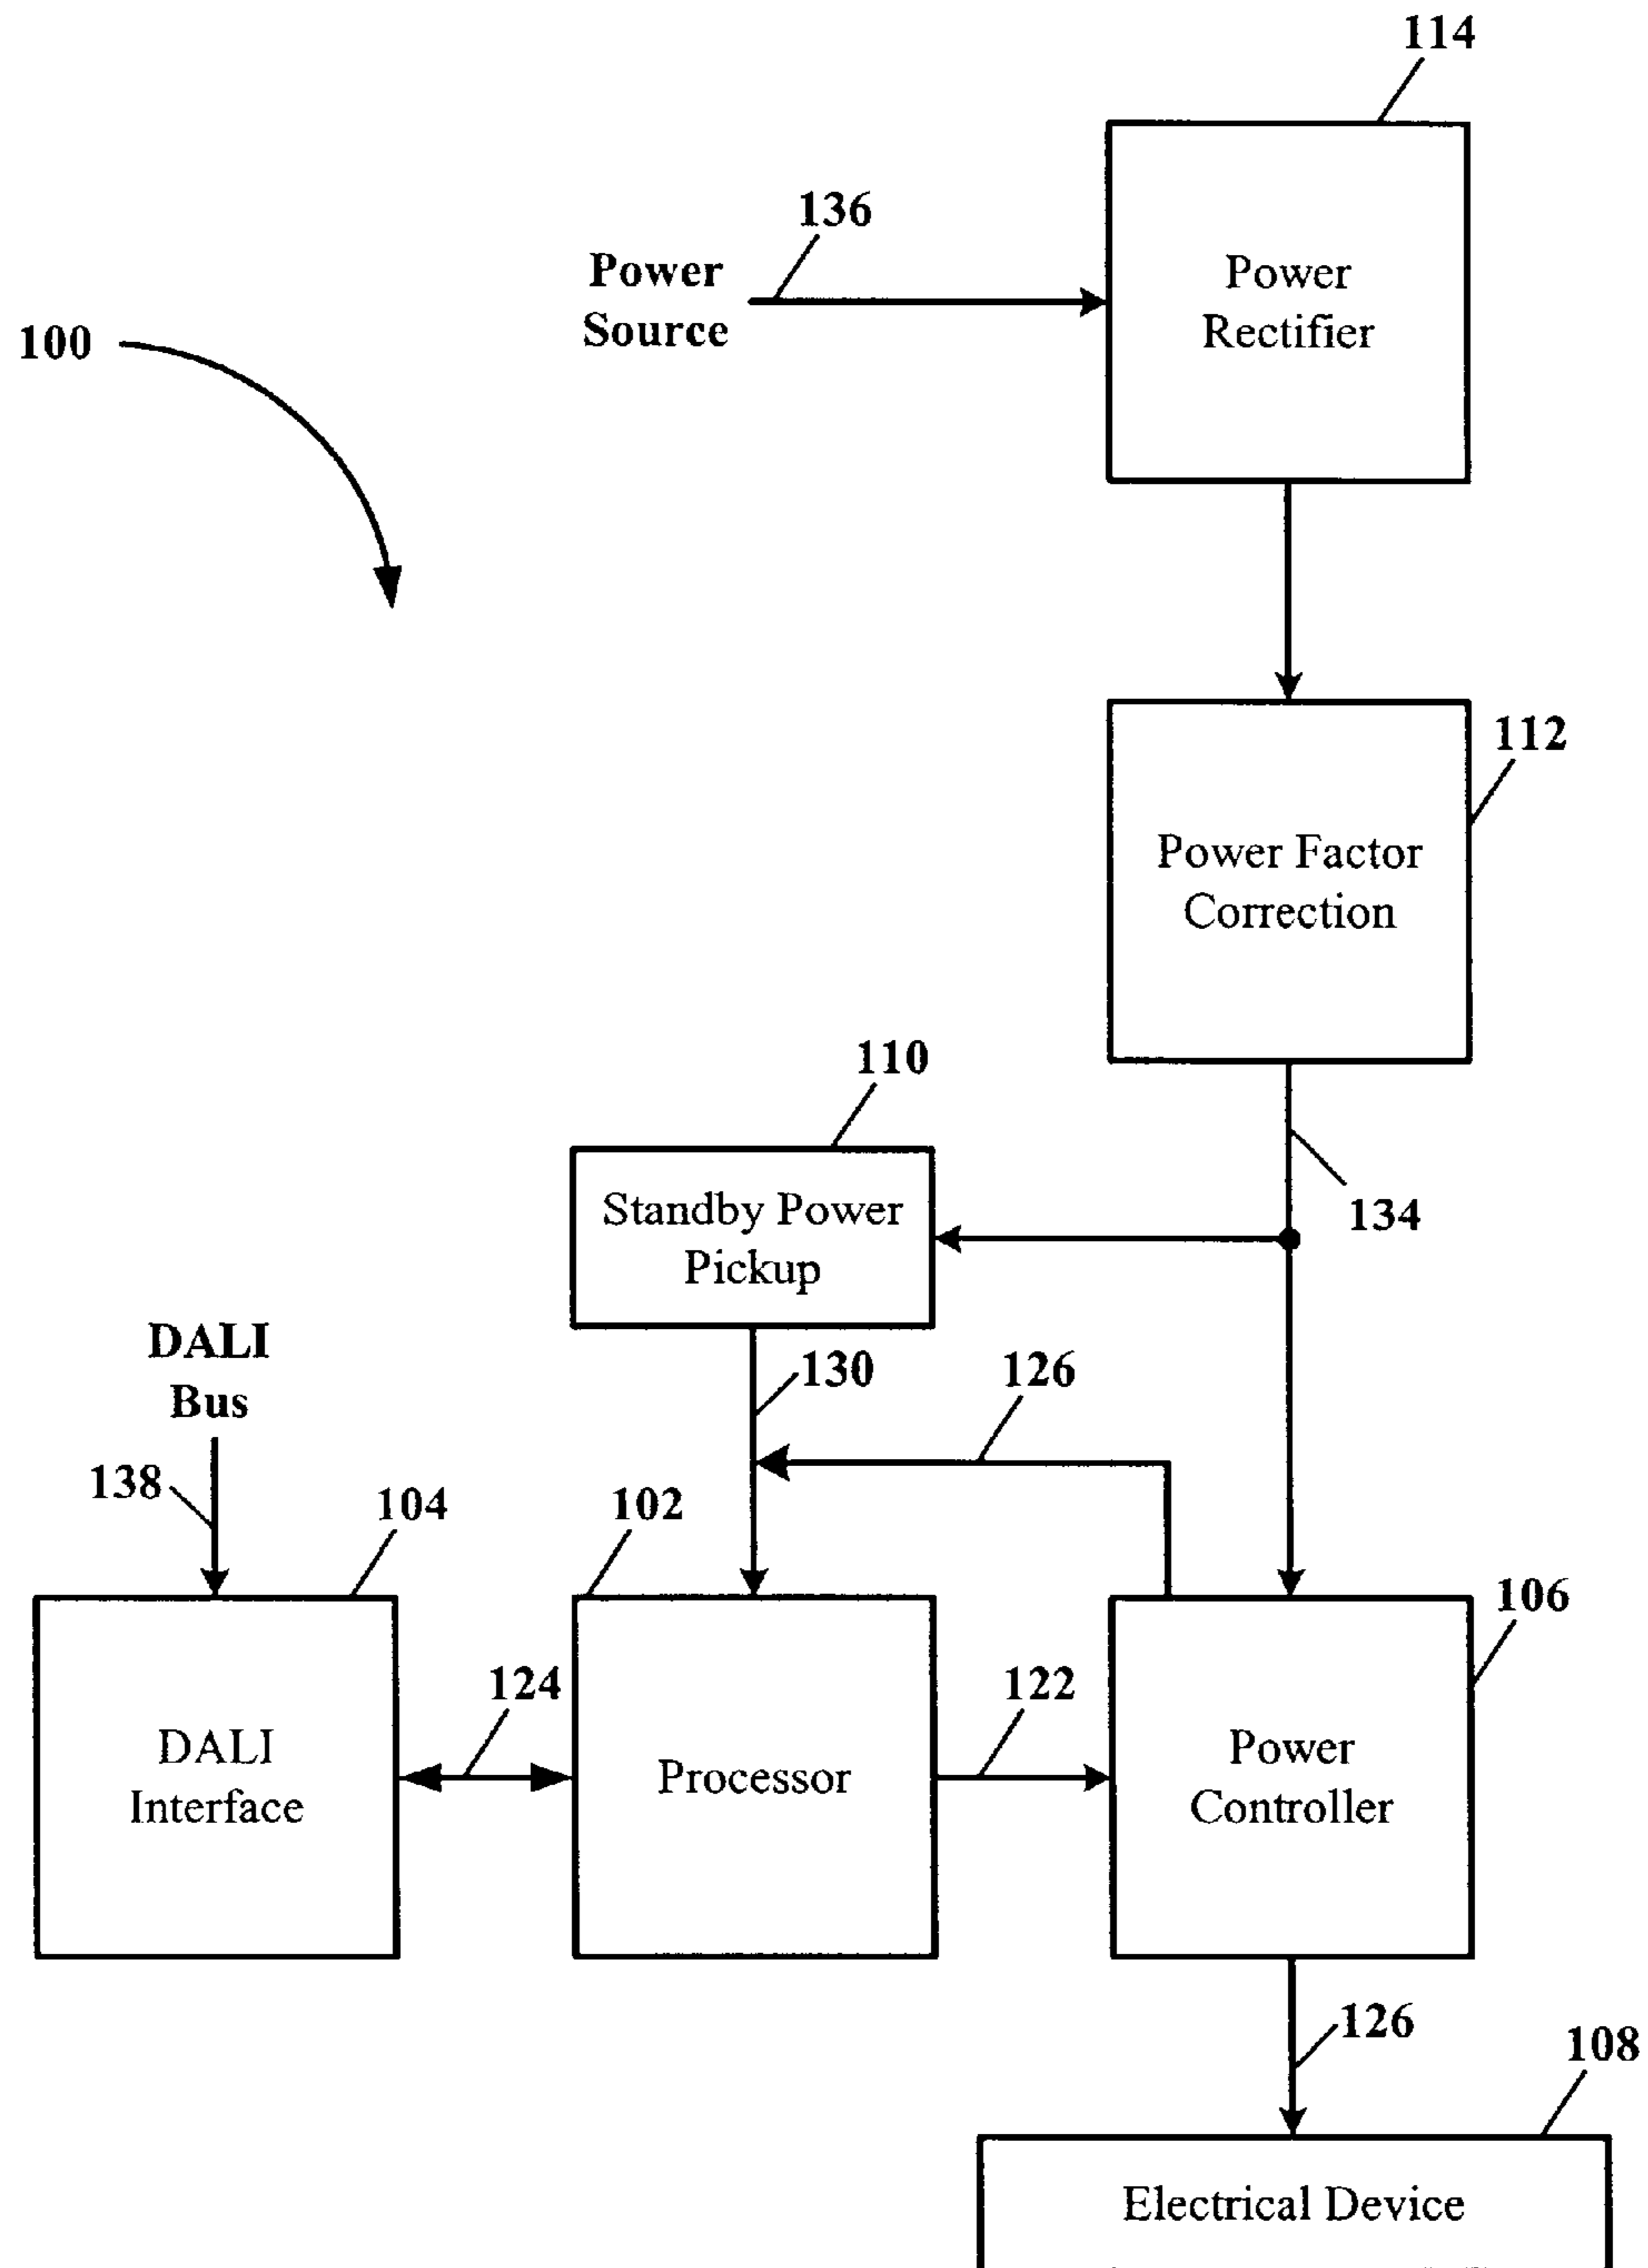 114
136
Power
Source
Power
Rectifier
100
112
Power Factor
Correction
110
134
Standby Power
Pickup
DALI
Bus
130
126
138
104
102
106
124
122
DALI
Interface
Processor
Power
Controller
126
108
Electrical Device